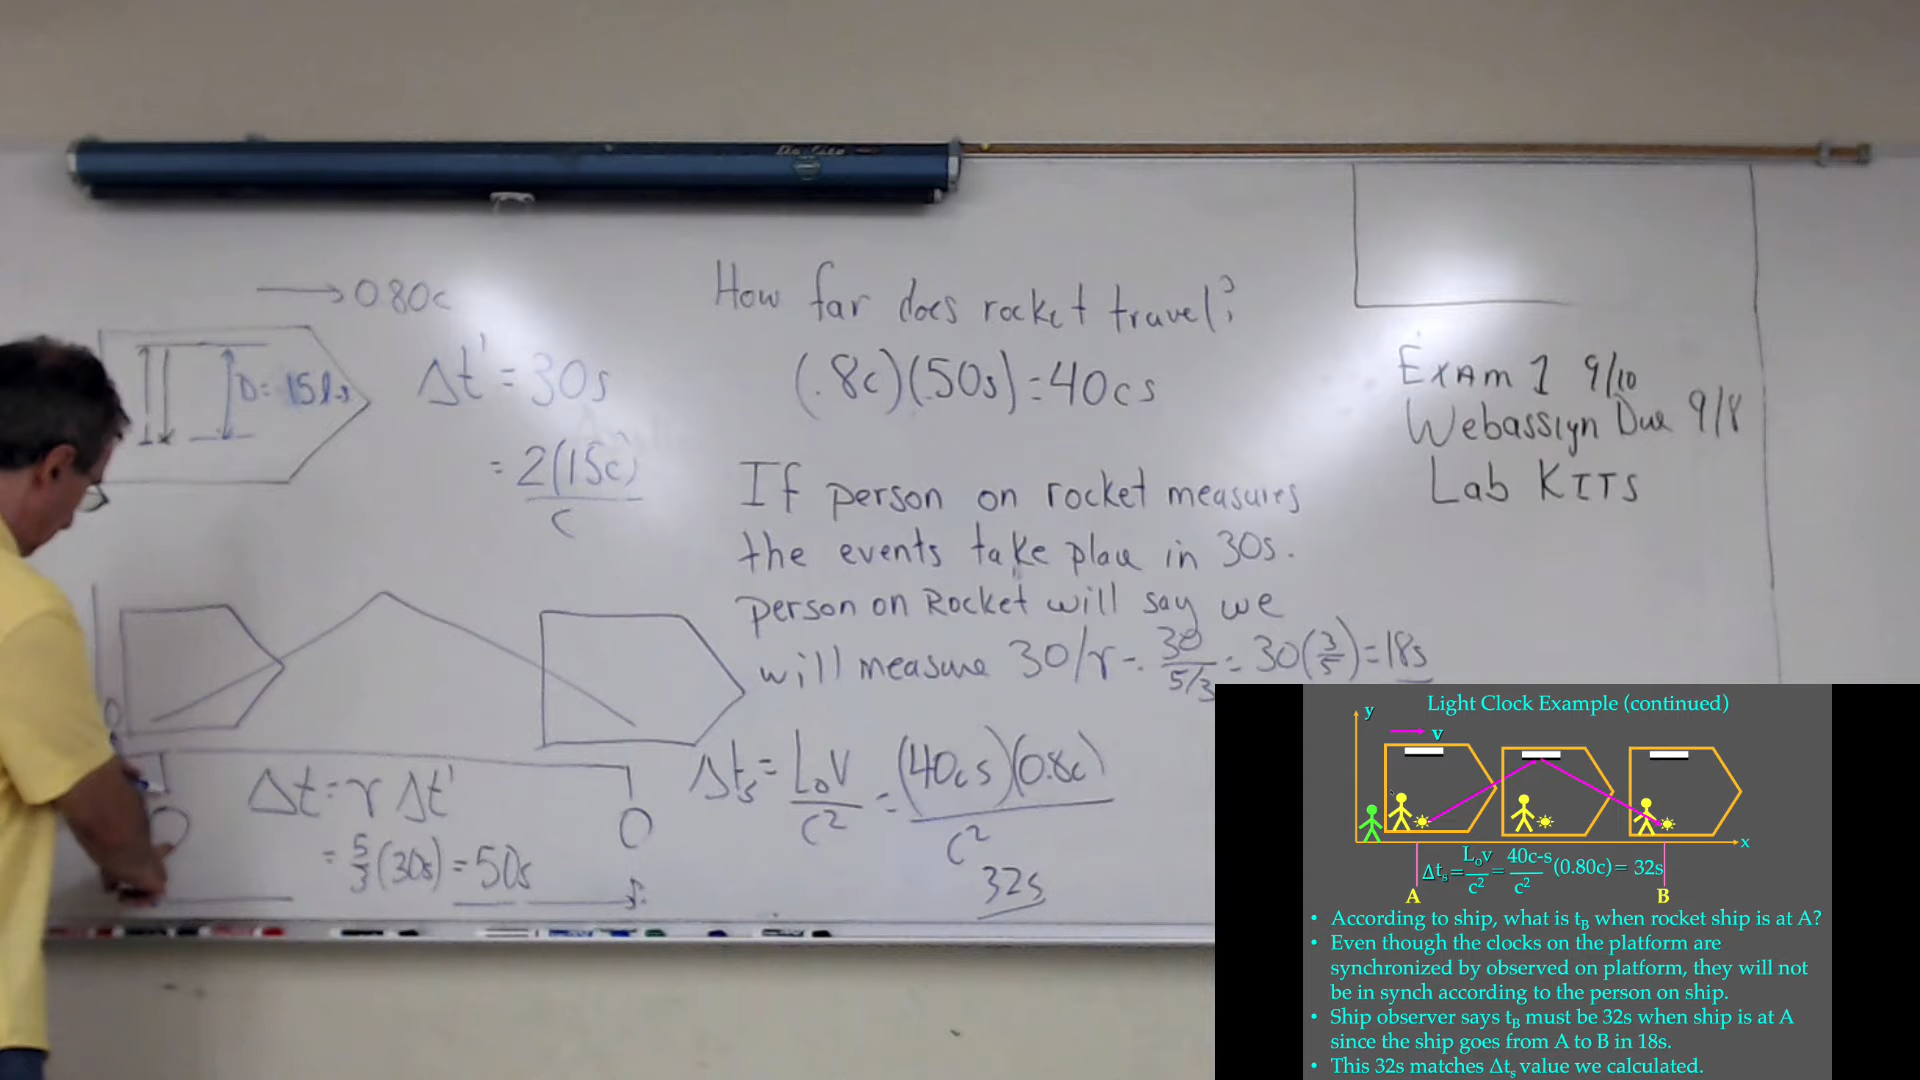 Da-Lite
→ 0.80c
D = 15 l.s
Δt' = 30s
= 2(15c)
c
Δt = γ Δt'
= 5/3 (30s) = 50s
How far does rocket travel?
(.8c)(50s) = 40cs
If person on rocket measures
the events take place in 30s.
person on Rocket will say we
will measure 30/γ = 30/5/3 = 30(3/5) = 18s
Δts = L₀V/c² = (40cs)(0.8c)/c²
32s
Exam 1 9/10
Webassign Due 9/8
Lab KITS
Light Clock Example (continued)
y
v
x
Δts = L₀v/c² = 40c-s/c² (0.80c) = 32s
A B
• According to ship, what is tB when rocket ship is at A?
• Even though the clocks on the platform are
synchronized by observed on platform, they will not
be in synch according to the person on ship.
• Ship observer says tB must be 32s when ship is at A
since the ship goes from A to B in 18s.
• This 32s matches Δts value we calculated.